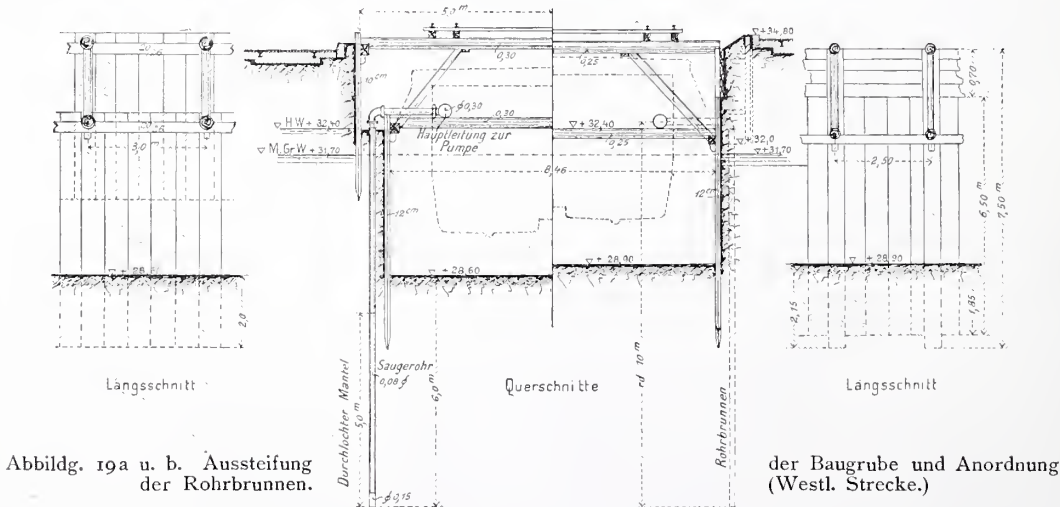 5,0 m
+34,80
20/26
0,30
0,25
10 cm
0,70
φ 0,30
0,30
H W + 32,40
Hauptleitung zur
Pumpe
+ 32,40
0,25
20/26
M.Gr.W + 31,70
+ 32,0
+31,70
3,0 m
2,50
8,46
12 cm
12 cm
6,50 m
7,50 m
+ 28,60
+ 28,60
+ 28,90
+ 28,90
2,0
2,15
1,85
Längsschnitt
Durchlochter Mantel
5,0 m
Saugerohr
0,08 φ
6,0 m
Querschnitte
rd 10 m
Rohrbrunnen
Längsschnitt
φ 0,15
Abbildg. 19a u. b. Aussteifung der Baugrube und Anordnung
der Rohrbrunnen. (Westl. Strecke.)